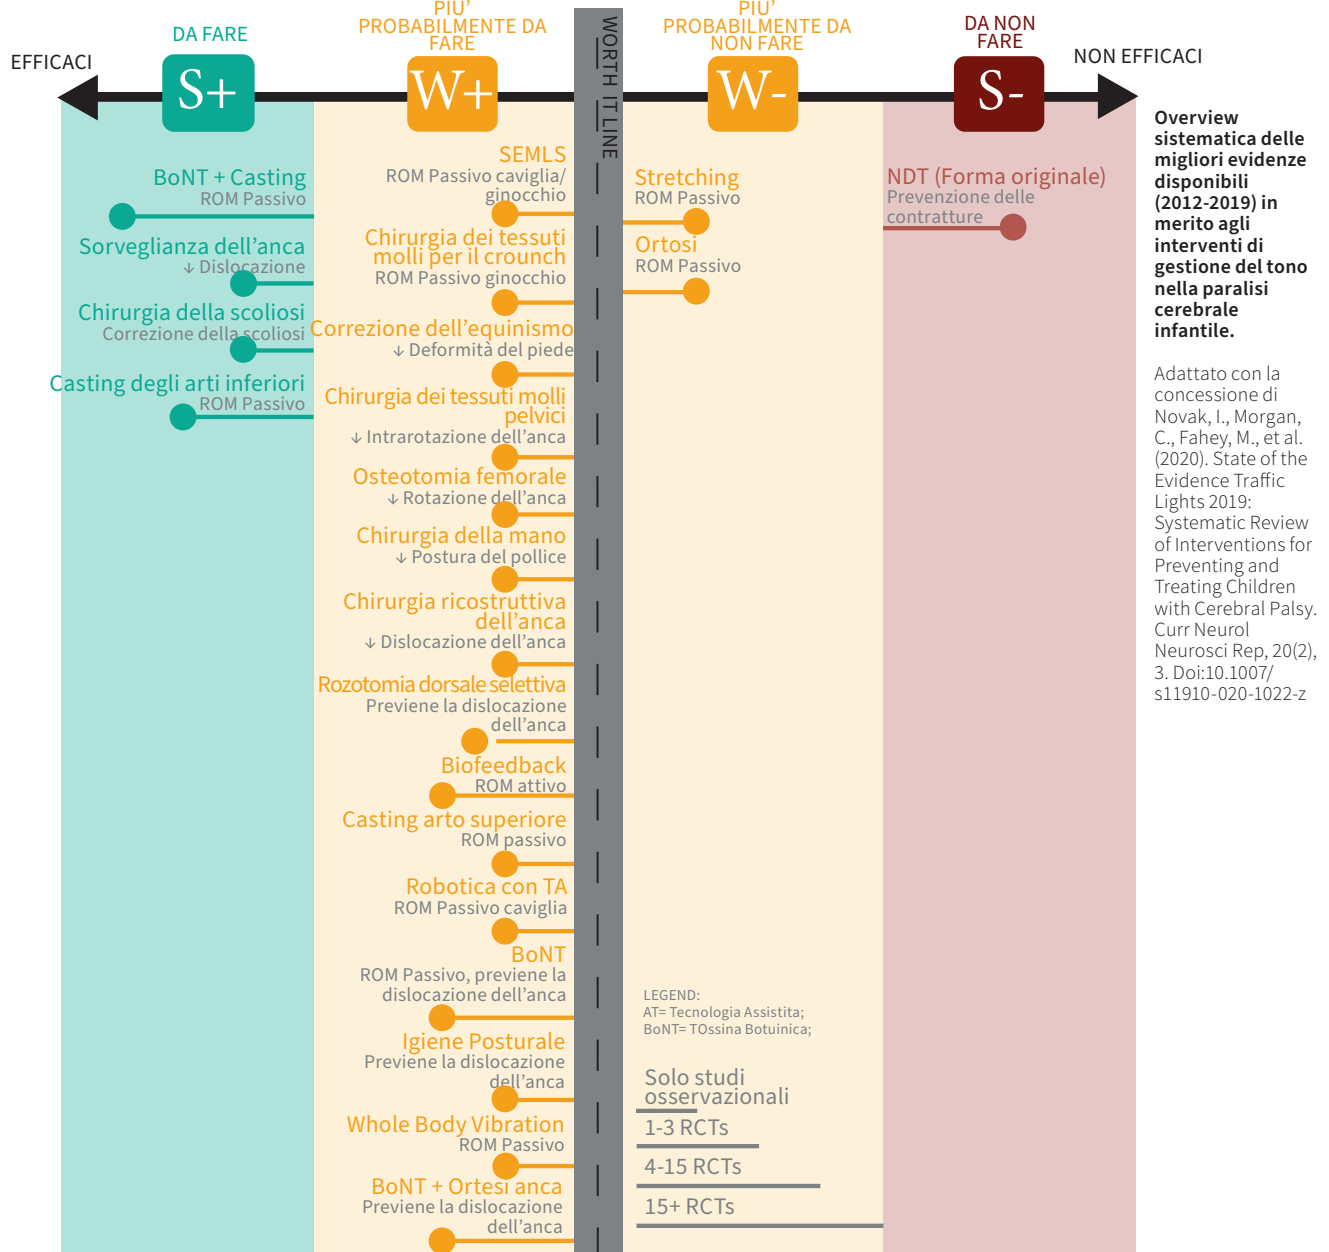 EFFICACI
DA FARE
S+
PIU'
PROBABILMENTE DA
FARE
W+
WORTH IT LINE
PIU'
PROBABILMENTE DA
NON FARE
W-
DA NON
FARE
S-
NON EFFICACI
BoNT + Casting
ROM Passivo
Sorveglianza dell'anca
↓ Dislocazione
Chirurgia della scoliosi
Correzione della scoliosi
Casting degli arti inferiori
ROM Passivo
SEMLS
ROM Passivo caviglia/
ginocchio
Chirurgia dei tessuti
molli per il crounch
ROM Passivo ginocchio
Correzione dell'equinismo
↓ Deformità del piede
Chirurgia dei tessuti molli
pelvici
↓ Intrarotazione dell'anca
Osteotomia femorale
↓ Rotazione dell'anca
Chirurgia della mano
↓ Postura del pollice
Chirurgia ricostruttiva
dell'anca
↓ Dislocazione dell'anca
Rozotomia dorsale selettiva
Previene la dislocazione
dell'anca
Biofeedback
ROM attivo
Casting arto superiore
ROM passivo
Robotica con TA
ROM Passivo caviglia
BoNT
ROM Passivo, previene la
dislocazione dell'anca
Igiene Posturale
Previene la dislocazione
dell'anca
Whole Body Vibration
ROM Passivo
BoNT + Ortesi anca
Previene la dislocazione
dell'anca
Stretching
ROM Passivo
Ortosi
ROM Passivo
LEGEND:
AT= Tecnologia Assistita;
BoNT= TOssina Botuinica;
Solo studi
osservazionali
1-3 RCTs
4-15 RCTs
15+ RCTs
NDT (Forma originale)
Prevenzione delle
contratture
Overview
sistematica delle
migliori evidenze
disponibili
(2012-2019) in
merito agli
interventi di
gestione del tono
nella paralisi
cerebrale
infantile.
Adattato con la
concessione di
Novak, I., Morgan,
C., Fahey, M., et al.
(2020). State of the
Evidence Traffic
Lights 2019:
Systematic Review
of Interventions for
Preventing and
Treating Children
with Cerebral Palsy.
Curr Neurol
Neurosci Rep, 20(2),
3. Doi:10.1007/
s11910-020-1022-z